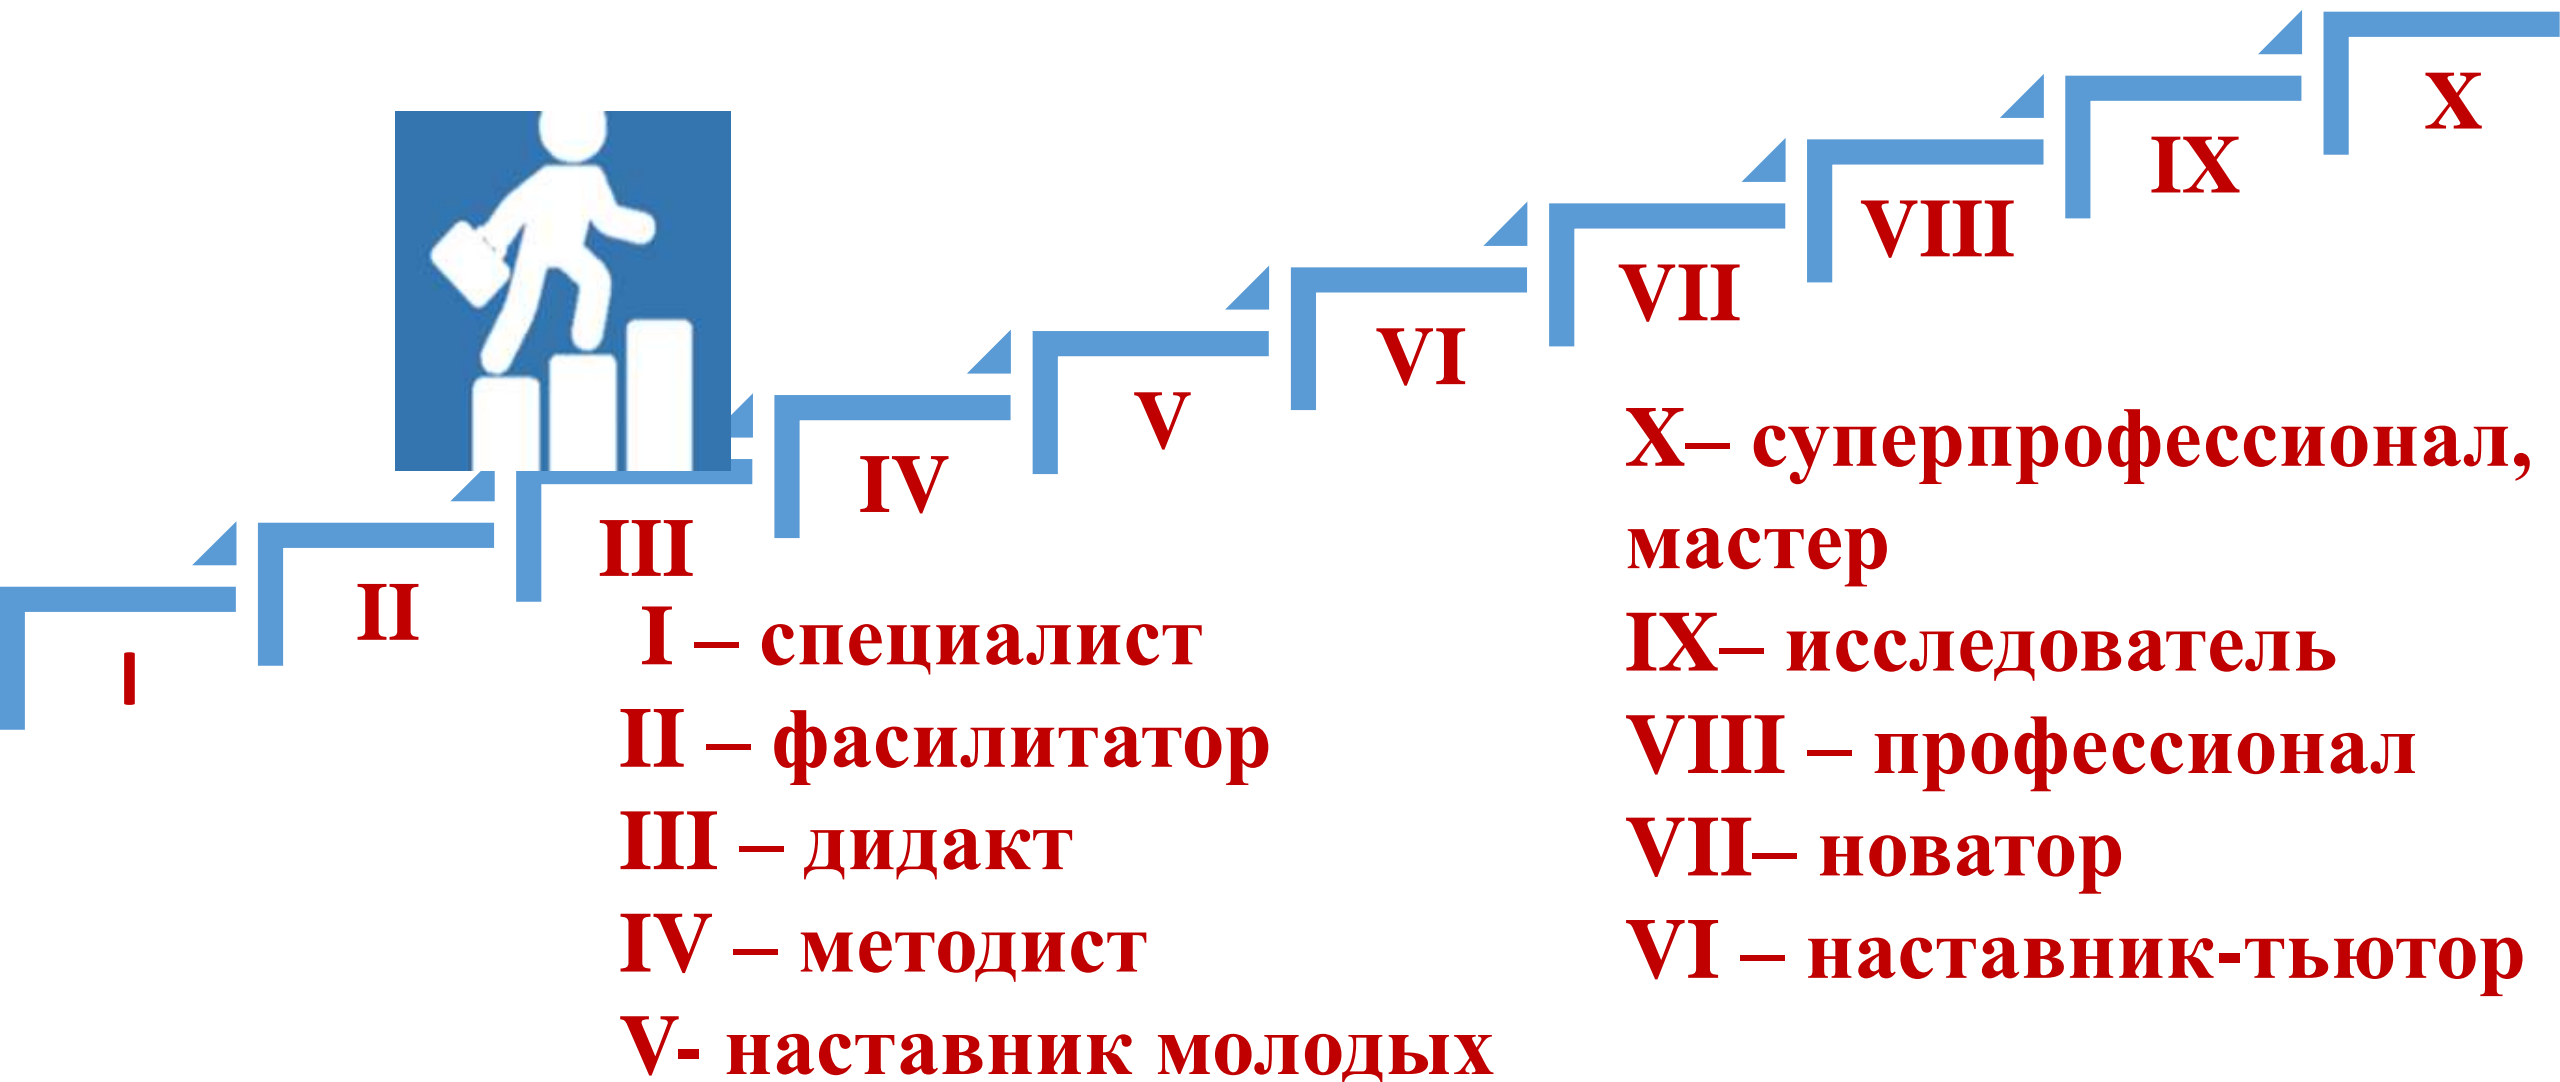 I
II
III
IV
V
VI
VII
VIII
IX
X
I – специалист
II – фасилитатор
III – дидакт
IV – методист
V- наставник молодых
X– суперпрофессионал,
мастер
IX– исследователь
VIII – профессионал
VII– новатор
VI – наставник-тьютор